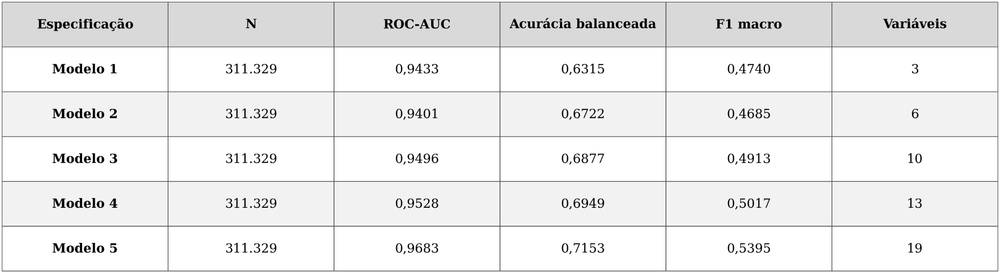 Especificação N ROC-AUC Acurácia balanceada F1 macro Variáveis
Modelo 1 311.329 0,9433 0,6315 0,4740 3
Modelo 2 311.329 0,9401 0,6722 0,4685 6
Modelo 3 311.329 0,9496 0,6877 0,4913 10
Modelo 4 311.329 0,9528 0,6949 0,5017 13
Modelo 5 311.329 0,9683 0,7153 0,5395 19